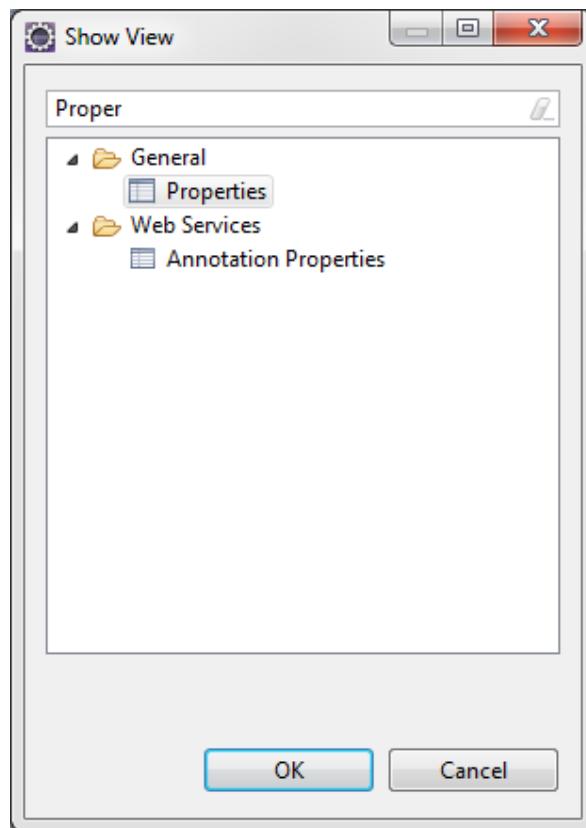 Show View
Proper
General
Properties
Web Services
Annotation Properties
OK
Cancel